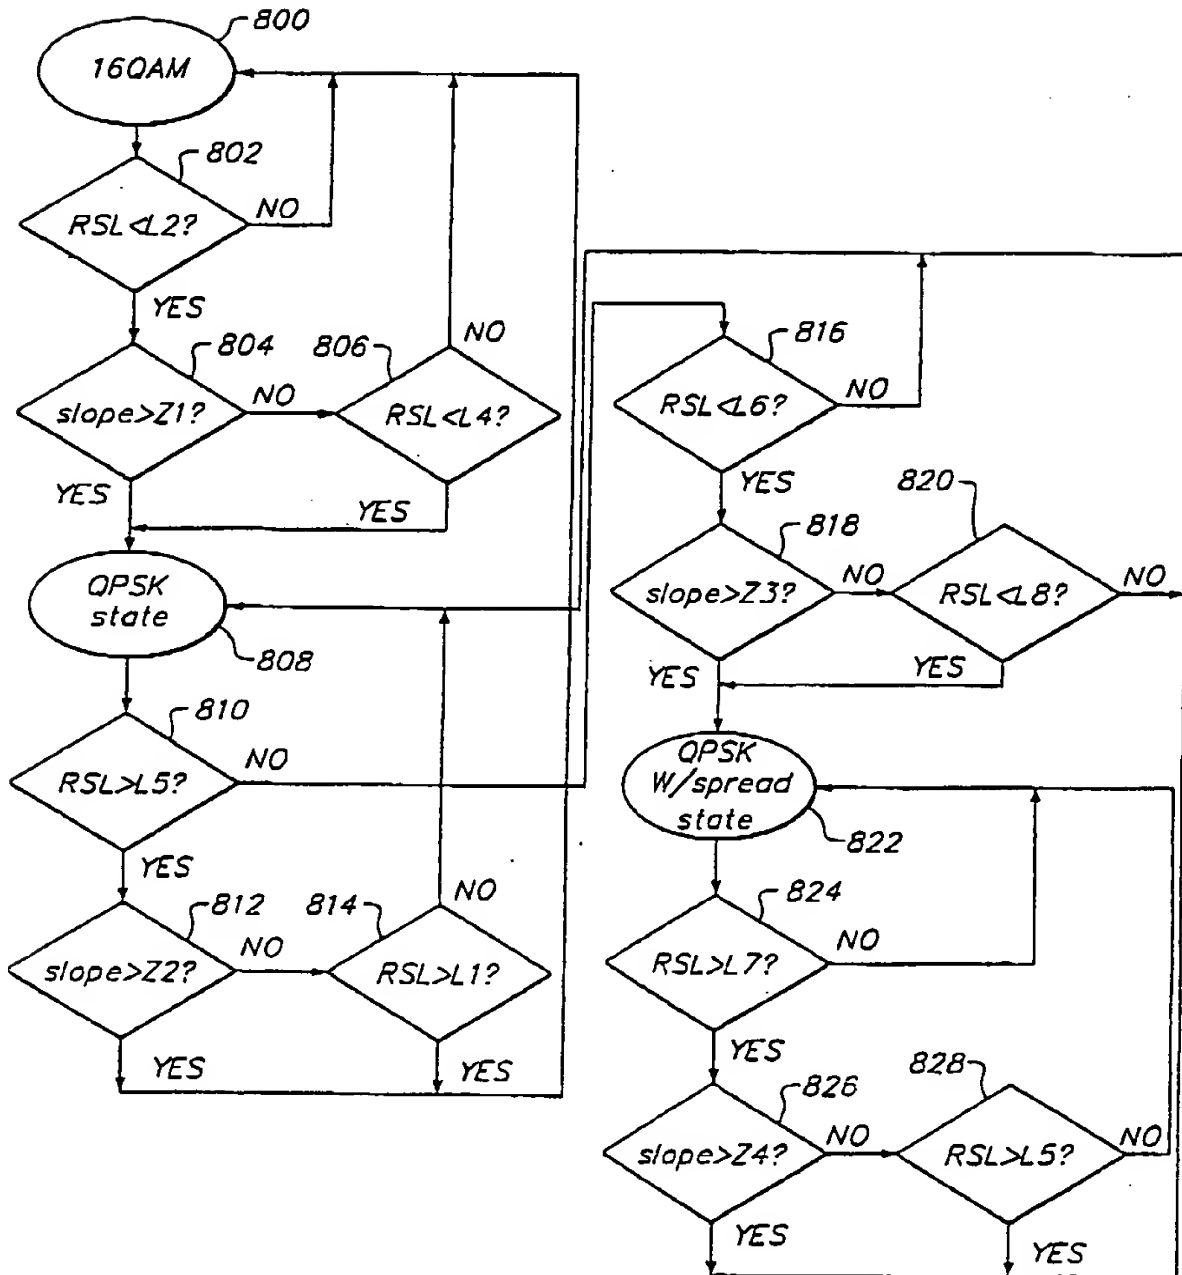 800
16QAM
802
RSL<L2?
NO
YES
804
slope>Z1?
NO
806
RSL<L4?
NO
YES
YES
QPSK
state
808
810
RSL>L5?
NO
YES
812
slope>Z2?
NO
814
RSL>L1?
NO
YES
YES
816
RSL<L6?
NO
YES
818
slope>Z3?
NO
820
RSL<L8?
NO
YES
YES
QPSK
W/spread
state
822
824
RSL>L7?
NO
YES
826
slope>Z4?
NO
828
RSL>L5?
NO
YES
YES